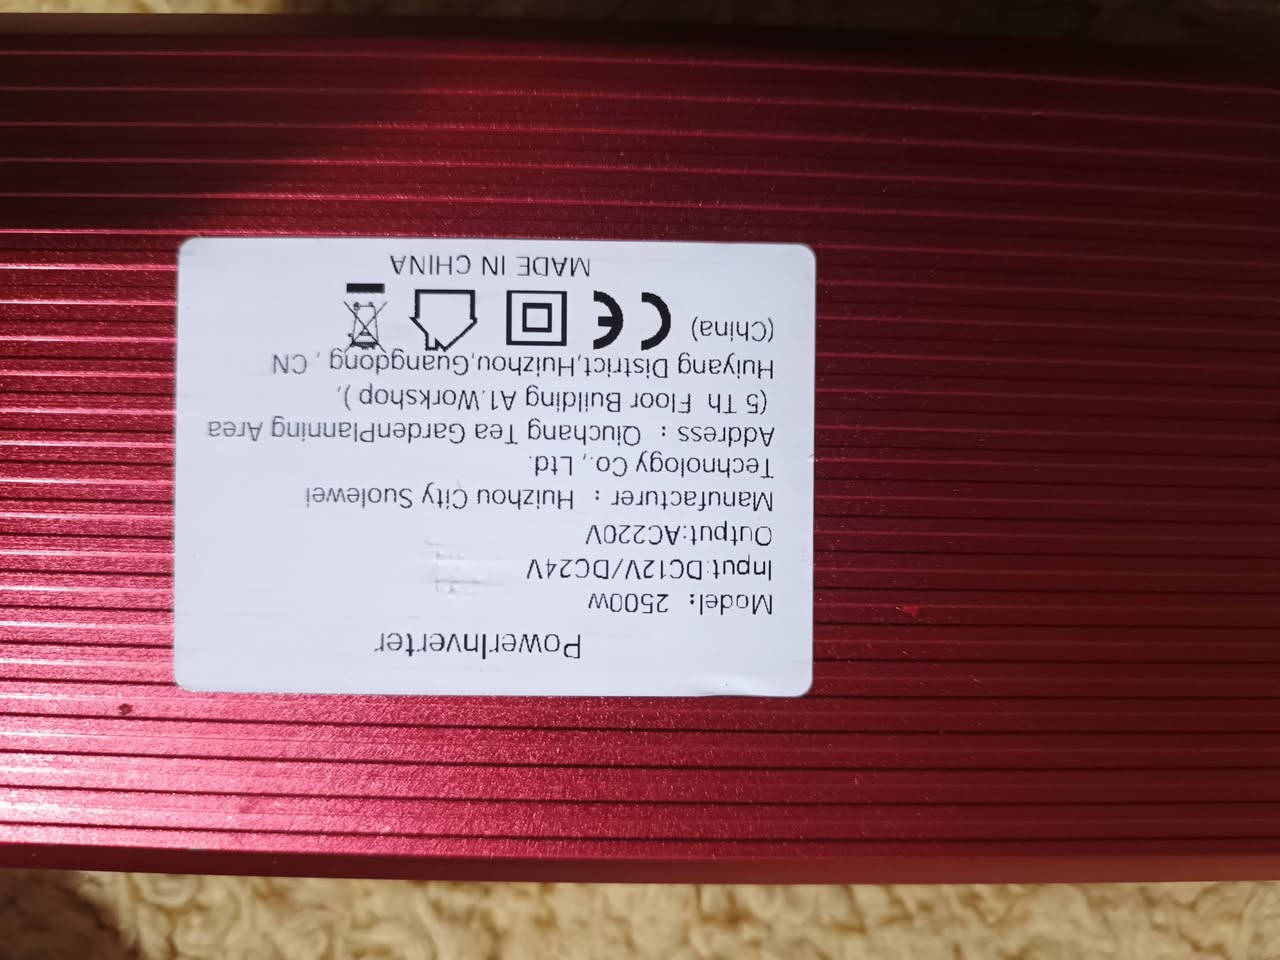 PowerInverter
Model: 2500w
Input:DC12V/DC24V
Output:AC220V
Manufacturer : Huizhou City Suolewei
Technology Co., Ltd.
Address : Qiuchang Tea GardenPlanning Area
(5 Th Floor Building A1.Workshop ),
Huiyang District,Huizhou,Guangdong , CN
(China)
CE
MADE IN CHINA